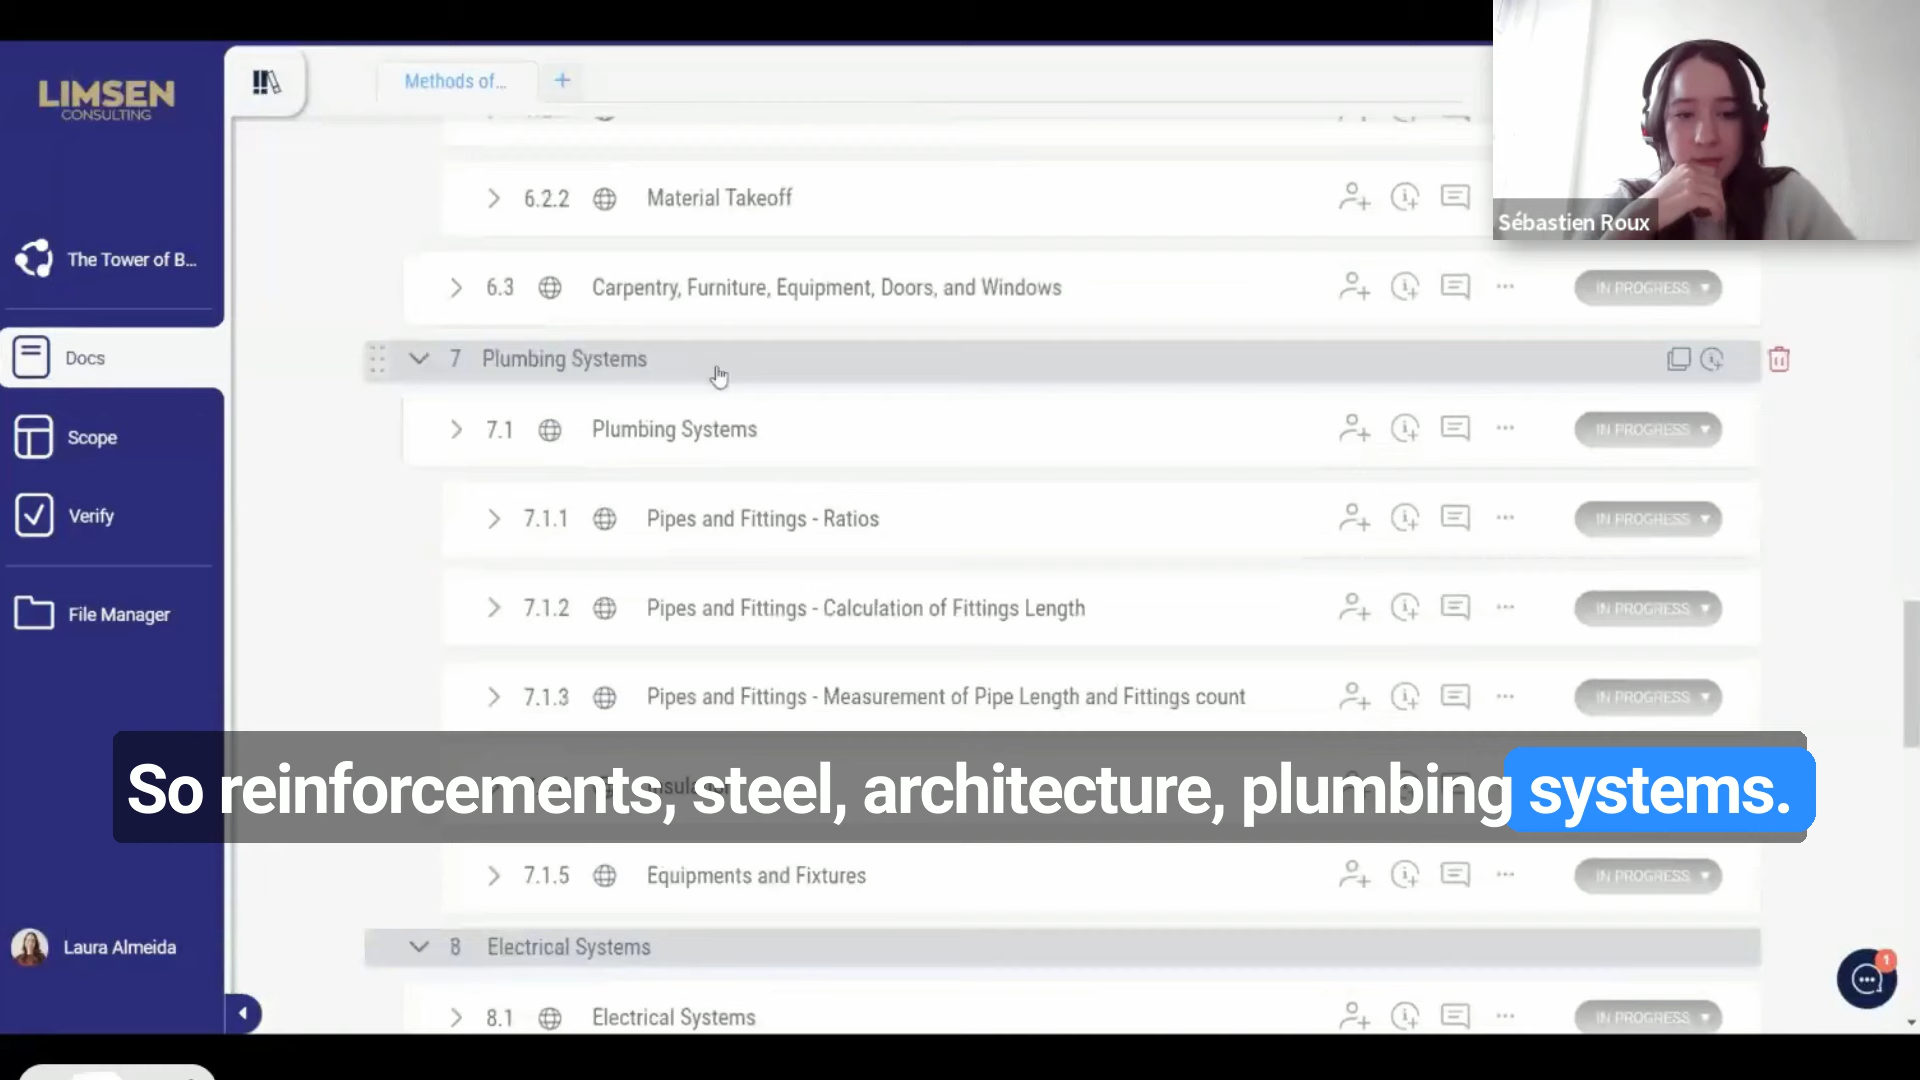 LIMSEN
CONSULTING
Methods of...
+
The Tower of B...
Docs
Scope
Verify
File Manager
Laura Almeida
6.2.2 Material Takeoff
Sébastien Roux
6.3 Carpentry, Furniture, Equipment, Doors, and Windows ... IN PROGRESS
7 Plumbing Systems
7.1 Plumbing Systems ... IN PROGRESS
7.1.1 Pipes and Fittings - Ratios ... IN PROGRESS
7.1.2 Pipes and Fittings - Calculation of Fittings Length ... IN PROGRESS
7.1.3 Pipes and Fittings - Measurement of Pipe Length and Fittings count ... IN PROGRESS
So reinforcements, steel, architecture, plumbing systems.
7.1.5 Equipments and Fixtures ... IN PROGRESS
8 Electrical Systems
1
8.1 Electrical Systems ... IN PROGRESS